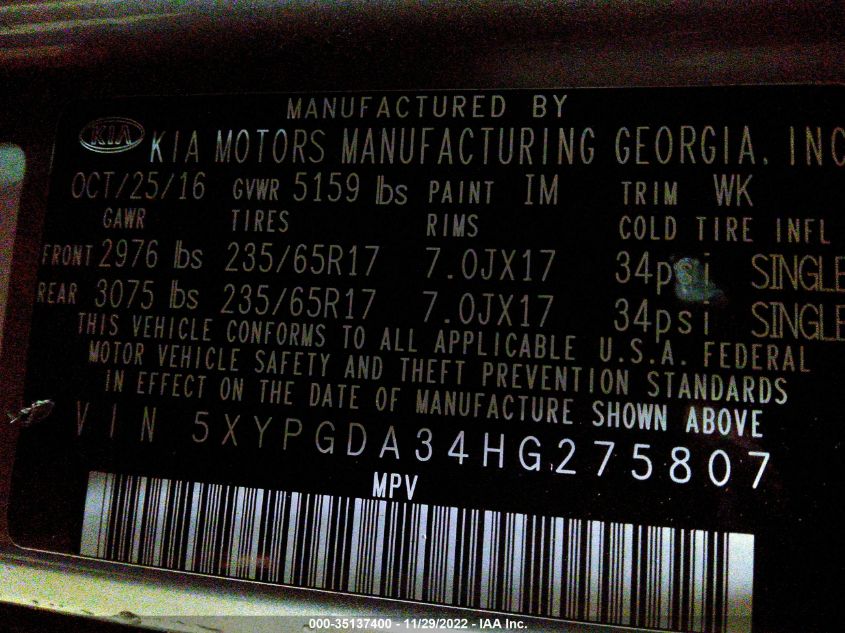 MANUFACTURED BY
KIA KIA MOTORS MANUFACTURING GEORGIA, INC
OCT/25/16 GVWR 5159 lbs PAINT IM TRIM WK
GAWR TIRES RIMS COLD TIRE INFL
FRONT 2976 lbs 235/65R17 7.0JX17 34psi SINGLE
REAR 3075 lbs 235/65R17 7.0JX17 34psi SINGLE
THIS VEHICLE CONFORMS TO ALL APPLICABLE U.S.A. FEDERAL
MOTOR VEHICLE SAFETY AND THEFT PREVENTION STANDARDS
IN EFFECT ON THE DATE OF MANUFACTURE SHOWN ABOVE
VIN 5XYPGDA34HG275807
MPV
000-35137400 - 11/29/2022 - IAA Inc.